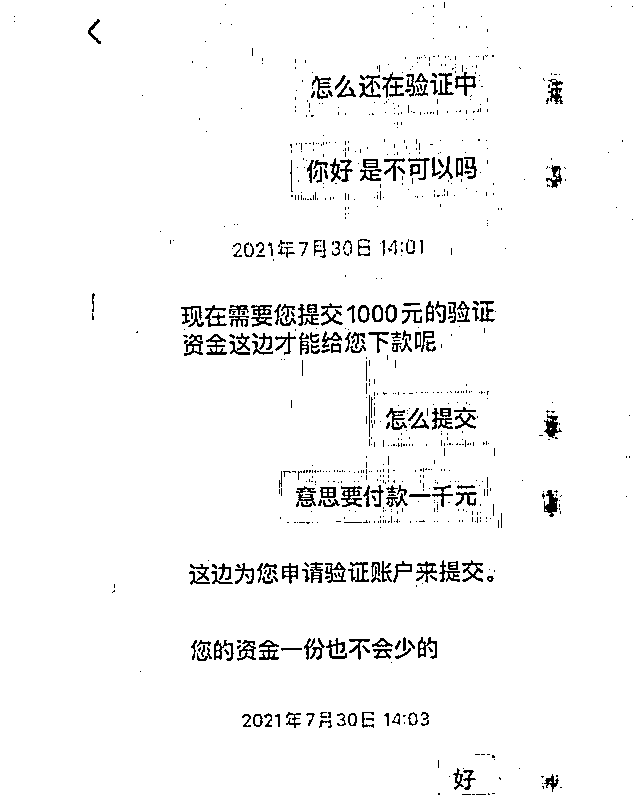 怎么还在验证中
你好 是不可以吗
2021年7月30日 14:01
现在需要您提交1000元的验证
资金这边才能给您下款呢
怎么提交
意思要付款一千元
这边为您申请验证账户来提交。
您的资金一份也不会少的
2021年7月30日 14:03
好